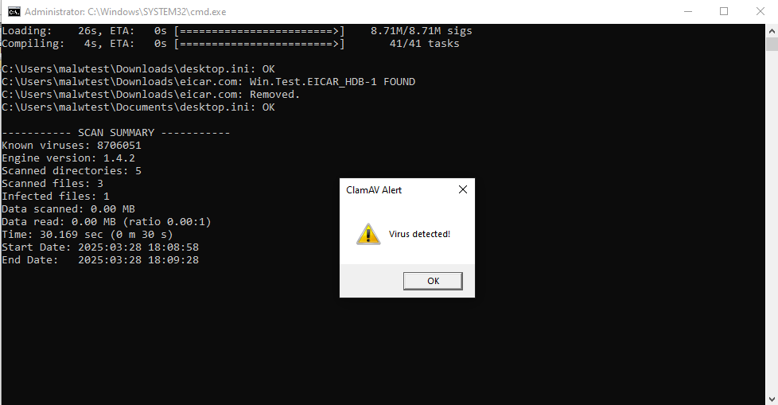 Administrator: C:\Windows\SYSTEM32\cmd.exe
Loading:    26s, ETA:   0s [========================>]    8.71M/8.71M sigs
Compiling:   4s, ETA:   0s [========================>]       41/41 tasks
C:\Users\malwtest\Downloads\desktop.ini: OK
C:\Users\malwtest\Downloads\eicar.com: Win.Test.EICAR_HDB-1 FOUND
C:\Users\malwtest\Downloads\eicar.com: Removed.
C:\Users\malwtest\Documents\desktop.ini: OK
----------- SCAN SUMMARY -----------
Known viruses: 8706051
Engine version: 1.4.2
Scanned directories: 5
Scanned files: 3
Infected files: 1
Data scanned: 0.00 MB
Data read: 0.00 MB (ratio 0.00:1)
Time: 30.169 sec (0 m 30 s)
Start Date: 2025:03:28 18:08:58
End Date:   2025:03:28 18:09:28
ClamAV Alert
Virus detected!
OK